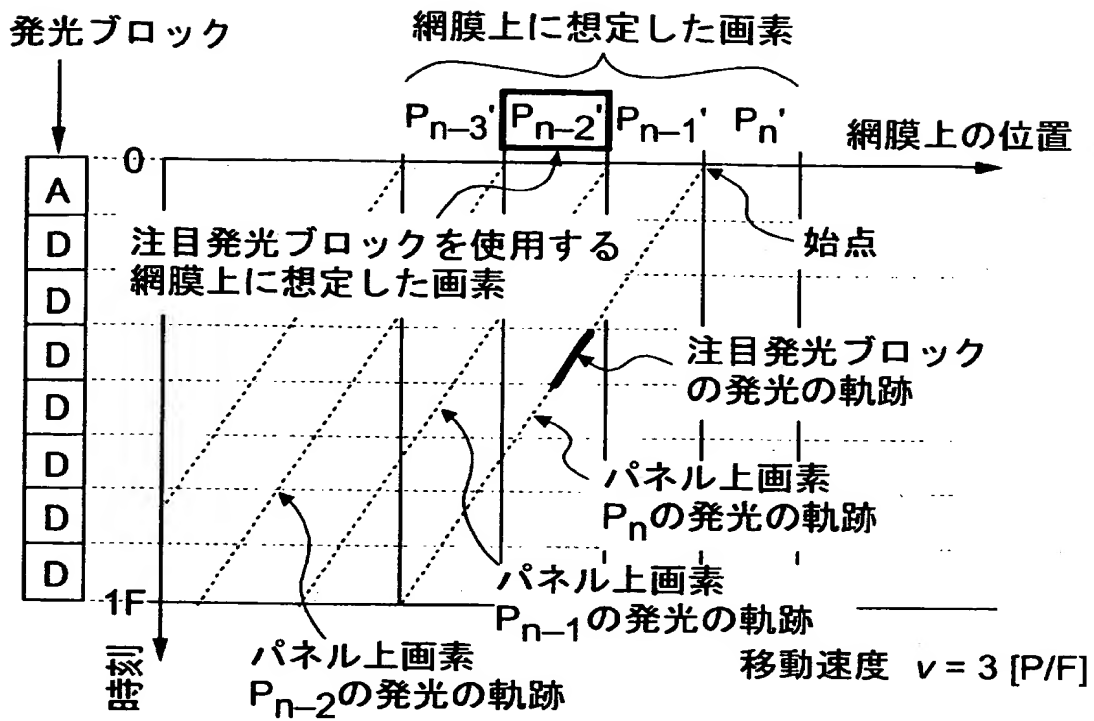 発光ブロック
網膜上に想定した画素
Pn–3' Pn–2' Pn–1' Pn'
網膜上の位置
0
A
D
D
D
D
D
D
D
注目発光ブロックを使用する
網膜上に想定した画素
始点
注目発光ブロック
の発光の軌跡
パネル上画素
Pnの発光の軌跡
パネル上画素
Pn–1の発光の軌跡
1F
時刻
パネル上画素
Pn–2の発光の軌跡
移動速度 v = 3 [P/F]